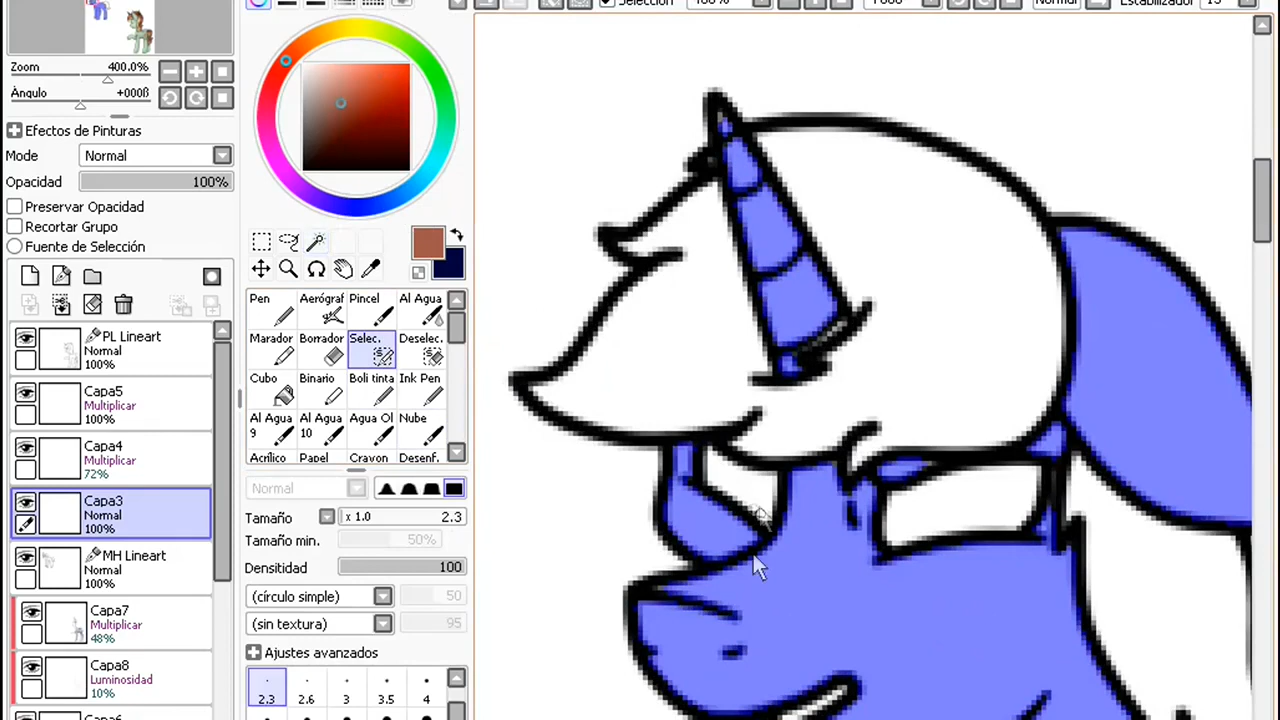 Selección
Zoom 400.0%
Ángulo +000ß
Efectos de Pinturas
Mode Normal
Opacidad 100%
Preservar Opacidad
Recortar Grupo
Fuente de Selección
PL Lineart
Normal
100%
Capa5
Multiplicar
100%
Capa4
Multiplicar
72%
Capa3
Normal
100%
MH Lineart
Normal
100%
Capa7
Multiplicar
48%
Capa8
Luminosidad
10%
Pen Aerógraf Pincel Al Agua
Marador Borrador Selec. Deselec.
Cubo Binario Boli tinta Ink Pen
Al Agua 9 Al Agua 10 Agua Ol Nube
Acrílico Papel Crayon Desenf.
Normal
Tamaño x 1.0 2.3
Tamaño min. 50%
Densitidad 100
(círculo simple) 50
(sin textura) 95
Ajustes avanzados
2.3 2.6 3 3.5 4
Normal Estabilizador 15